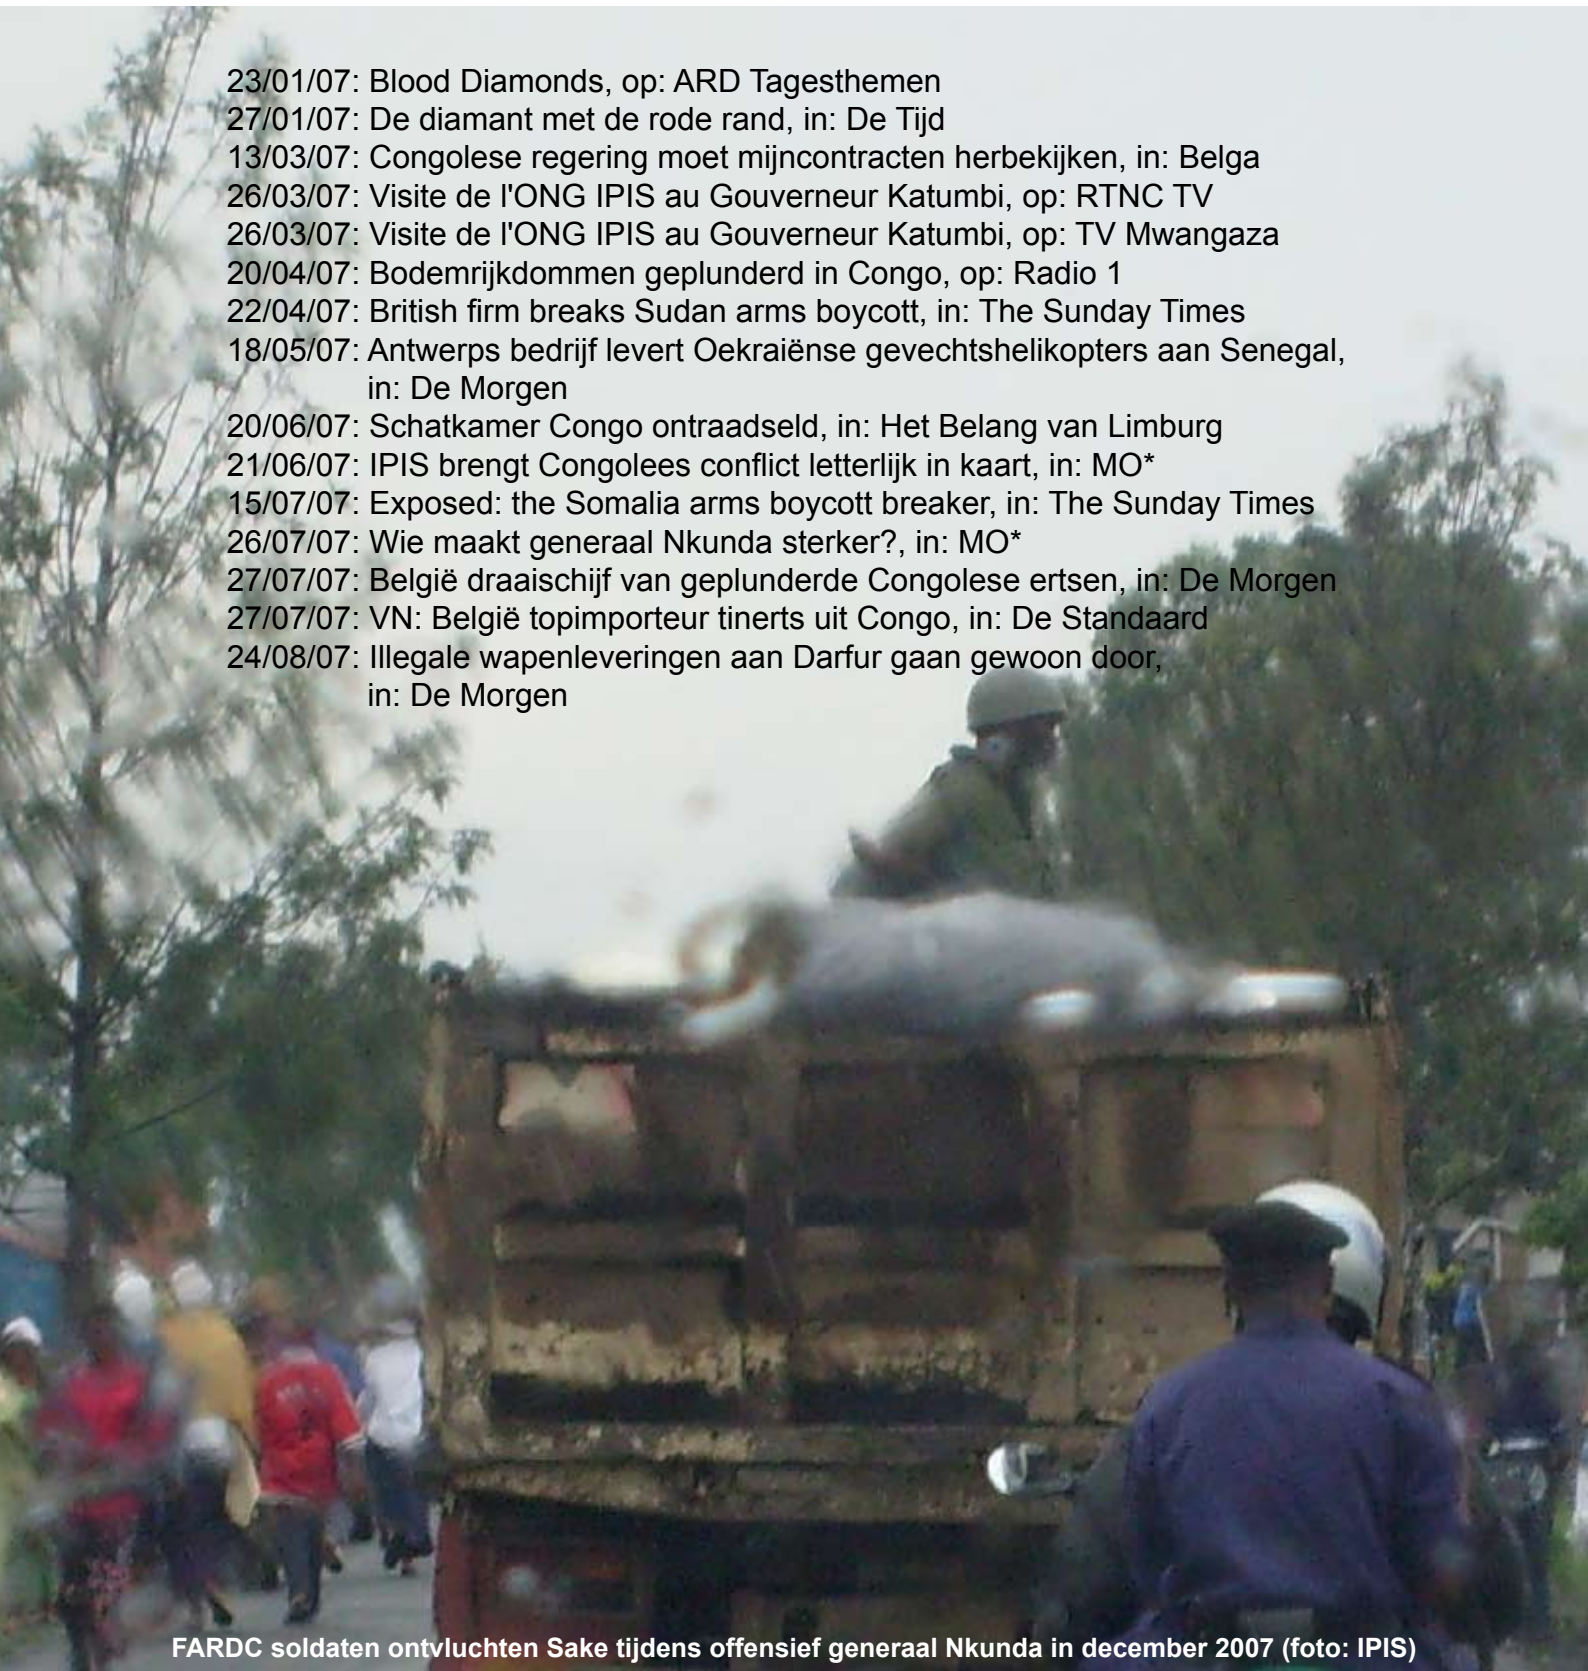 23/01/07: Blood Diamonds, op: ARD Tagesthemen
27/01/07: De diamant met de rode rand, in: De Tijd
13/03/07: Congolese regering moet mijncontracten herbekijken, in: Belga
26/03/07: Visite de l'ONG IPIS au Gouverneur Katumbi, op: RTNC TV
26/03/07: Visite de l'ONG IPIS au Gouverneur Katumbi, op: TV Mwangaza
20/04/07: Bodemrijkdommen geplunderd in Congo, op: Radio 1
22/04/07: British firm breaks Sudan arms boycott, in: The Sunday Times
18/05/07: Antwerps bedrijf levert Oekraiënse gevechtshelikopters aan Senegal,
in: De Morgen
20/06/07: Schatkamer Congo ontraadseld, in: Het Belang van Limburg
21/06/07: IPIS brengt Congolees conflict letterlijk in kaart, in: MO*
15/07/07: Exposed: the Somalia arms boycott breaker, in: The Sunday Times
26/07/07: Wie maakt generaal Nkunda sterker?, in: MO*
27/07/07: België draaischijf van geplunderde Congolese ertsen, in: De Morgen
27/07/07: VN: België topimporteur tinerts uit Congo, in: De Standaard
24/08/07: Illegale wapenleveringen aan Darfur gaan gewoon door,
in: De Morgen
FARDC soldaten ontvluchten Sake tijdens offensief generaal Nkunda in december 2007 (foto: IPIS)